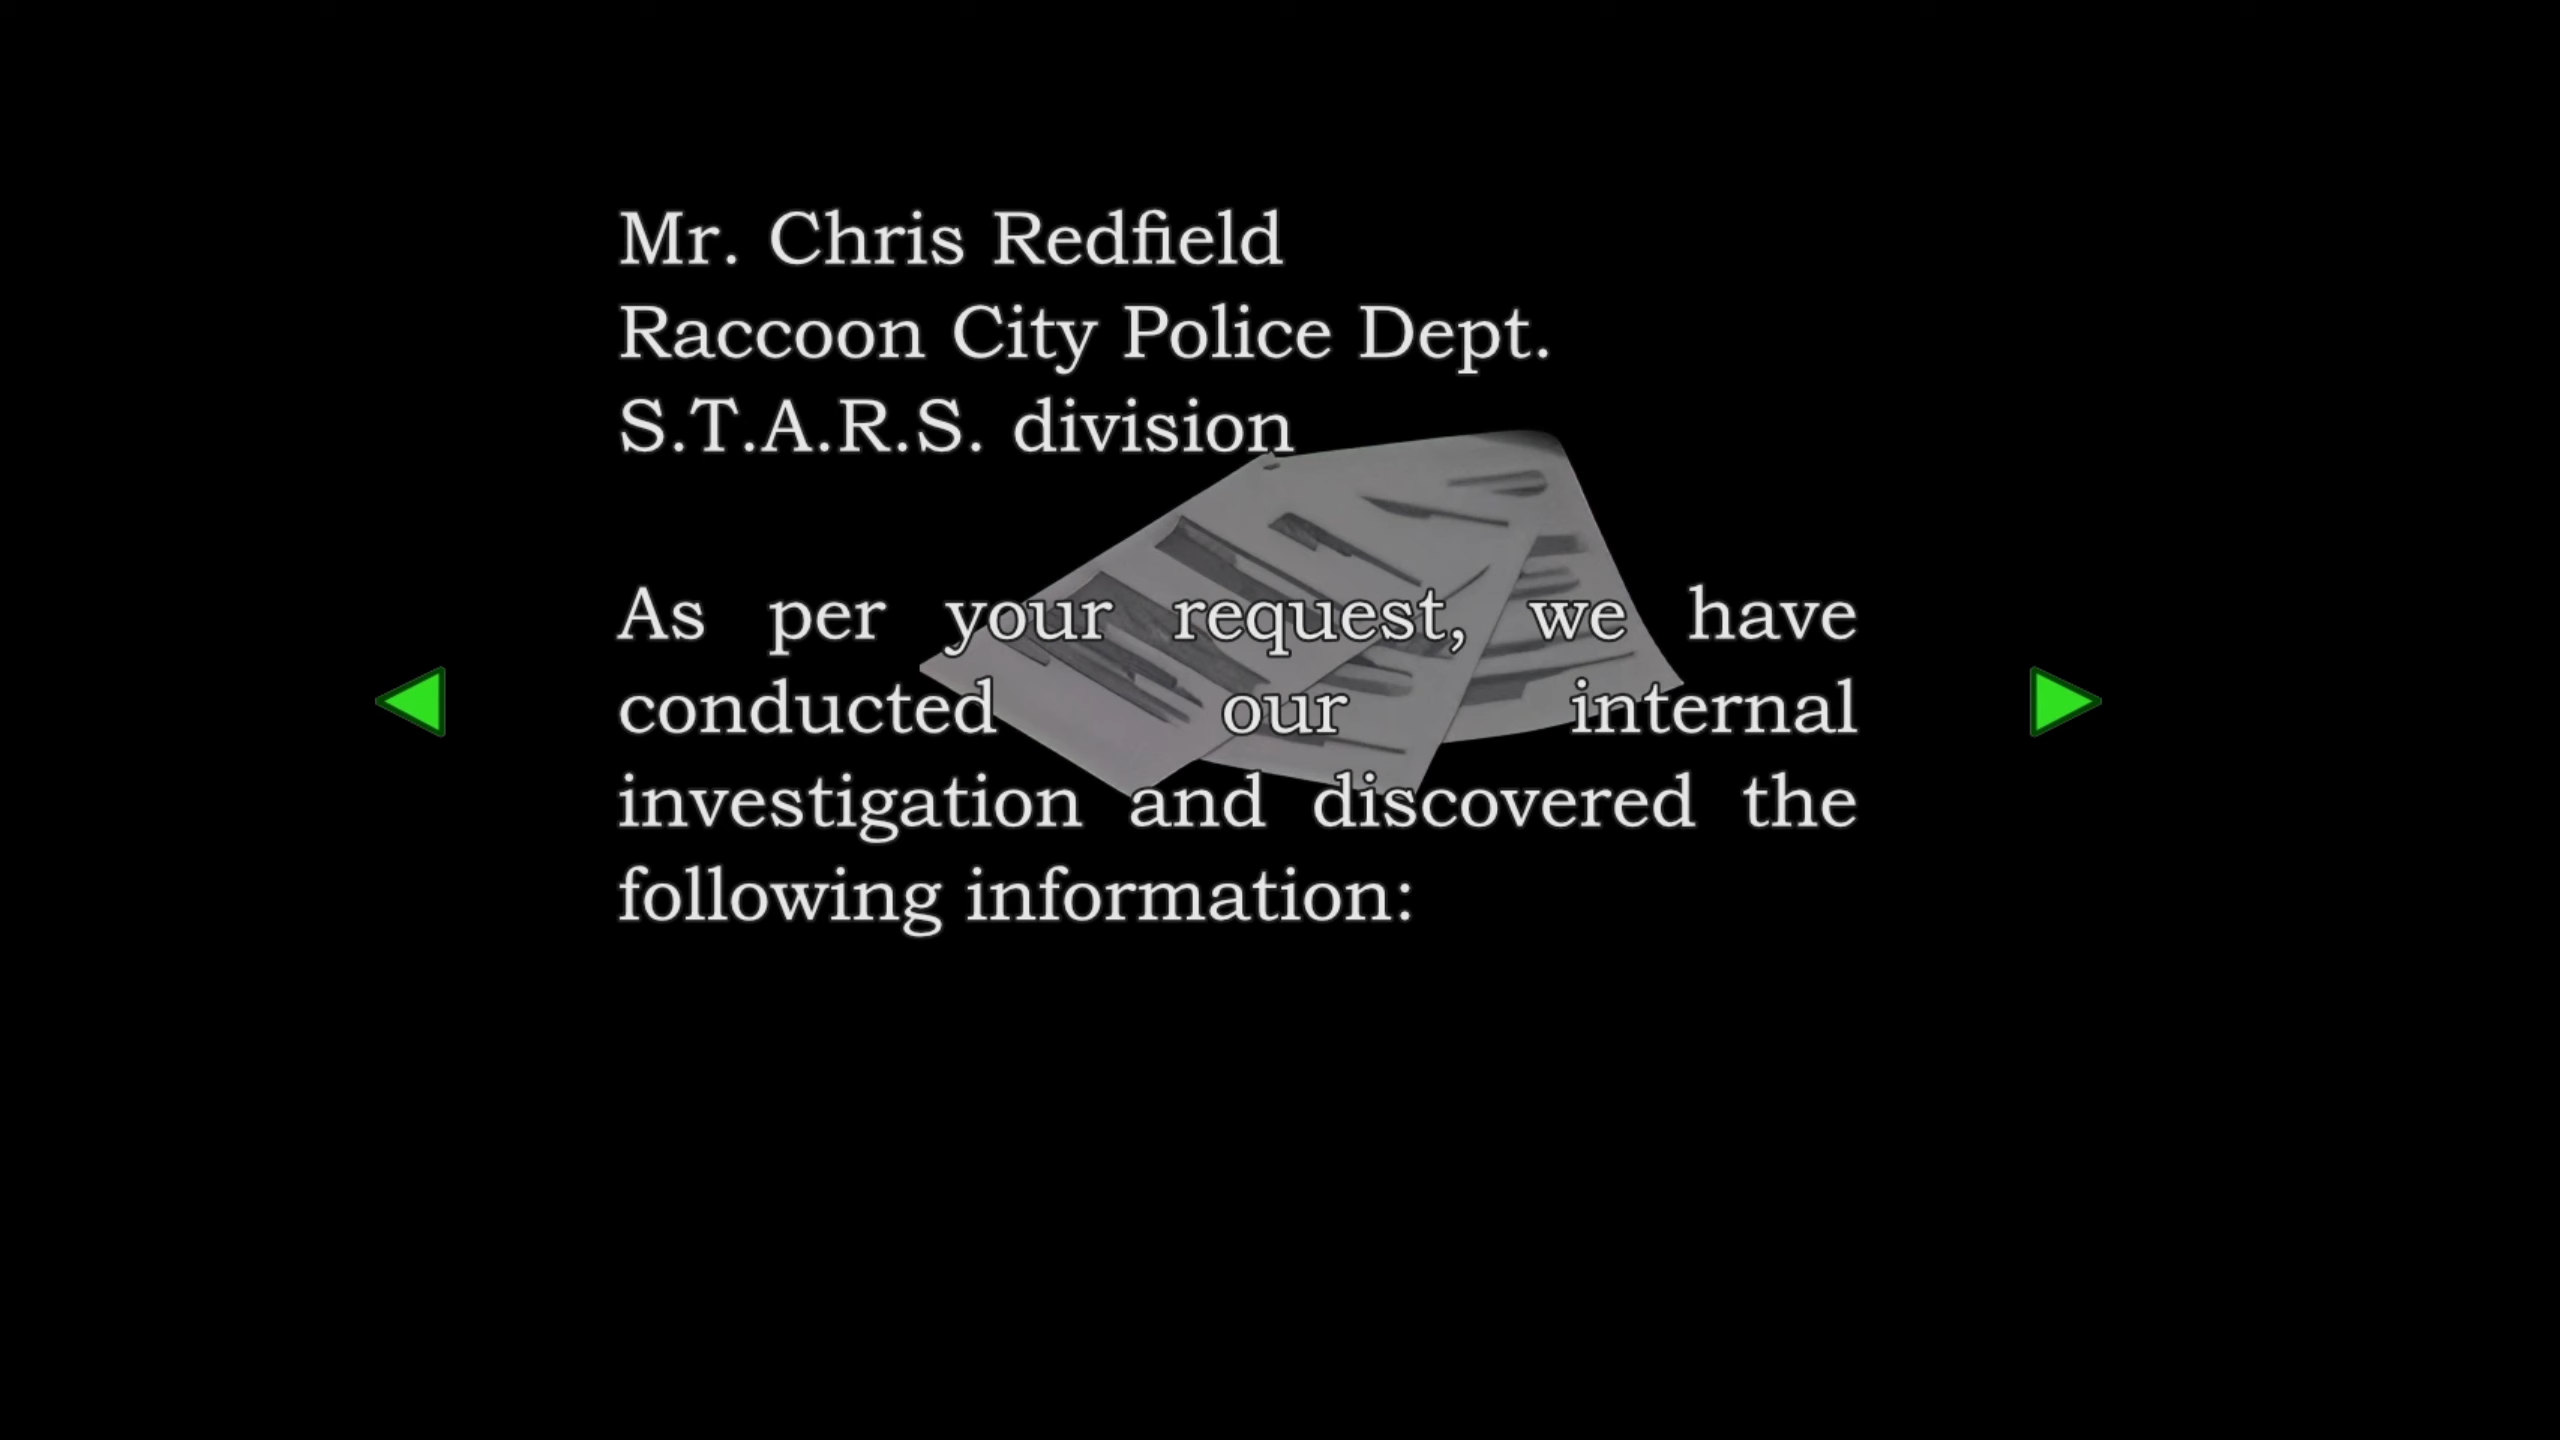 Mr. Chris Redfield
Raccoon City Police Dept.
S.T.A.R.S. division
As per your request, we have
conducted our internal
investigation and discovered the
following information: